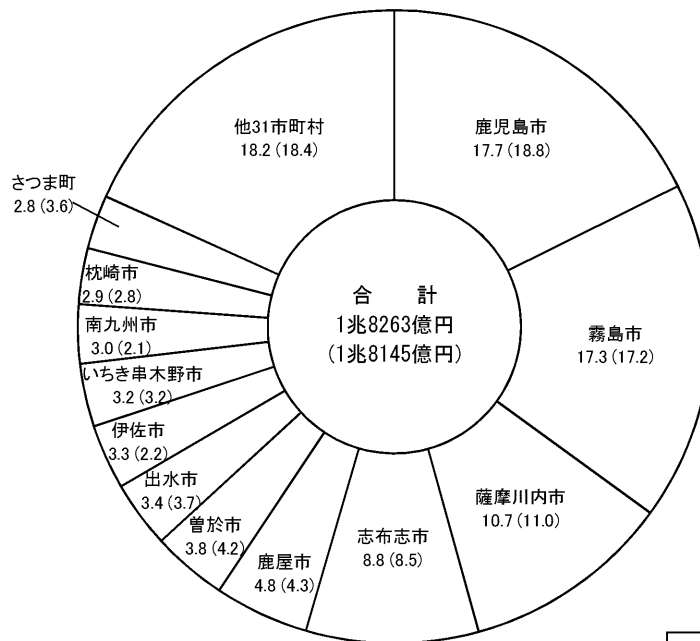 他31市町村
18.2 (18.4)
鹿児島市
17.7 (18.8)
さつま町
2.8 (3.6)
枕崎市
2.9 (2.8)
南九州市
3.0 (2.1)
いちき串木野市
3.2 (3.2)
伊佐市
3.3 (2.2)
出水市
3.4 (3.7)
曽於市
3.8 (4.2)
鹿屋市
4.8 (4.3)
志布志市
8.8 (8.5)
薩摩川内市
10.7 (11.0)
霧島市
17.3 (17.2)
合　計
1兆8263億円
(1兆8145億円)